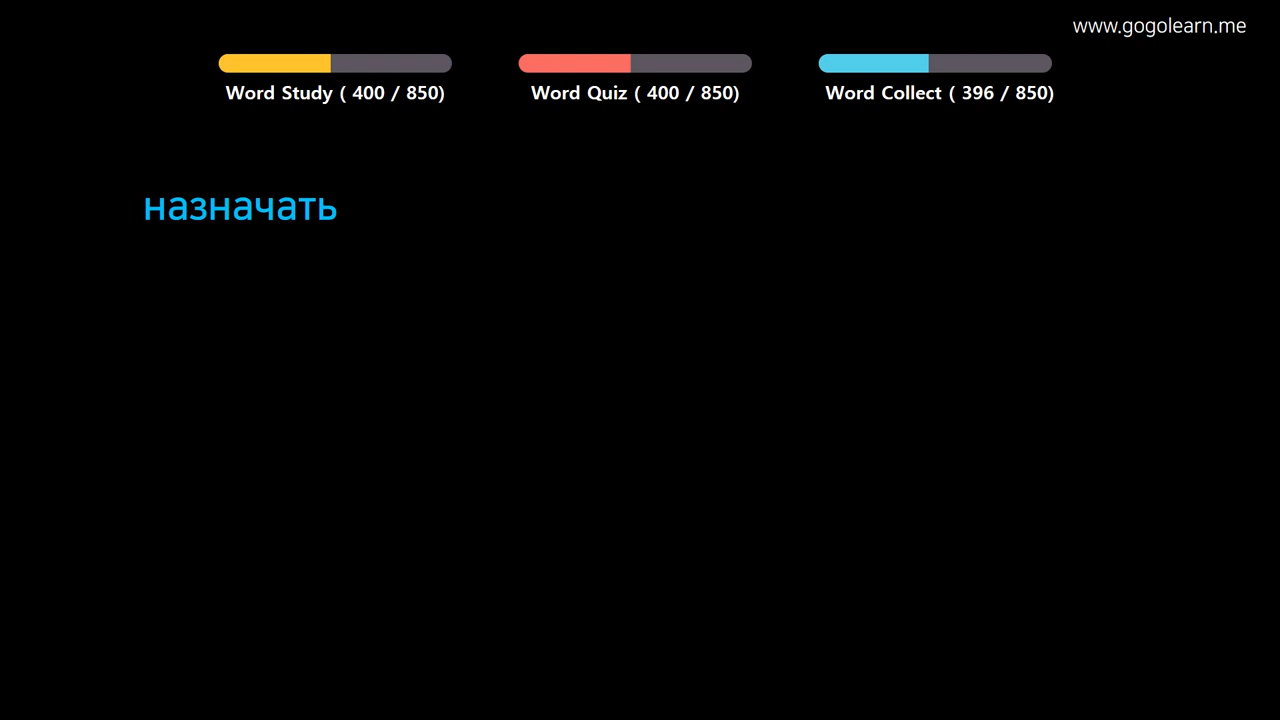 www.gogolearn.me
Word Study ( 400 / 850)
Word Quiz ( 400 / 850)
Word Collect ( 396 / 850)
назначать